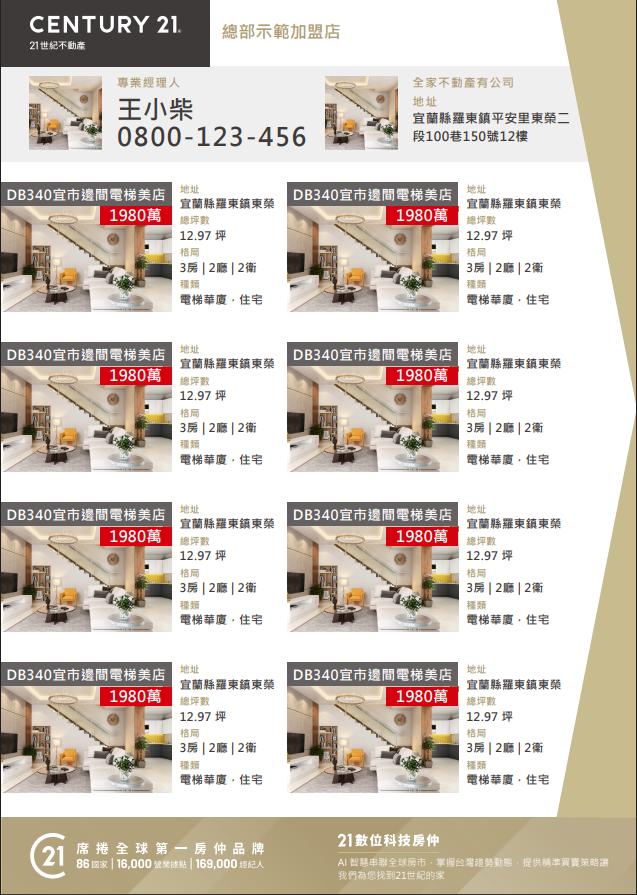 CENTURY 21.
21世紀不動產
總部示範加盟店
專業經理人
王小柴
0800-123-456
全家不動產有公司
地址
宜蘭縣羅東鎮平安里東榮二
段100巷150號12樓
DB340宜市邊間電梯美店
1980萬
地址
宜蘭縣羅東鎮東榮
總坪數
12.97 坪
格局
3房 | 2廳 | 2衛
種類
電梯華廈．住宅
DB340宜市邊間電梯美店
1980萬
地址
宜蘭縣羅東鎮東榮
總坪數
12.97 坪
格局
3房 | 2廳 | 2衛
種類
電梯華廈．住宅
DB340宜市邊間電梯美店
1980萬
地址
宜蘭縣羅東鎮東榮
總坪數
12.97 坪
格局
3房 | 2廳 | 2衛
種類
電梯華廈．住宅
DB340宜市邊間電梯美店
1980萬
地址
宜蘭縣羅東鎮東榮
總坪數
12.97 坪
格局
3房 | 2廳 | 2衛
種類
電梯華廈．住宅
DB340宜市邊間電梯美店
1980萬
地址
宜蘭縣羅東鎮東榮
總坪數
12.97 坪
格局
3房 | 2廳 | 2衛
種類
電梯華廈．住宅
DB340宜市邊間電梯美店
1980萬
地址
宜蘭縣羅東鎮東榮
總坪數
12.97 坪
格局
3房 | 2廳 | 2衛
種類
電梯華廈．住宅
DB340宜市邊間電梯美店
1980萬
地址
宜蘭縣羅東鎮東榮
總坪數
12.97 坪
格局
3房 | 2廳 | 2衛
種類
電梯華廈．住宅
DB340宜市邊間電梯美店
1980萬
地址
宜蘭縣羅東鎮東榮
總坪數
12.97 坪
格局
3房 | 2廳 | 2衛
種類
電梯華廈．住宅
C21
席捲全球第一房仲品牌
86 國家 | 16,000 營業據點 | 169,000 經紀人
21數位科技房仲
AI 智慧串聯全球房市．掌握台灣趨勢動態．提供精準買賣策略讓
我們為您找到21世紀的家